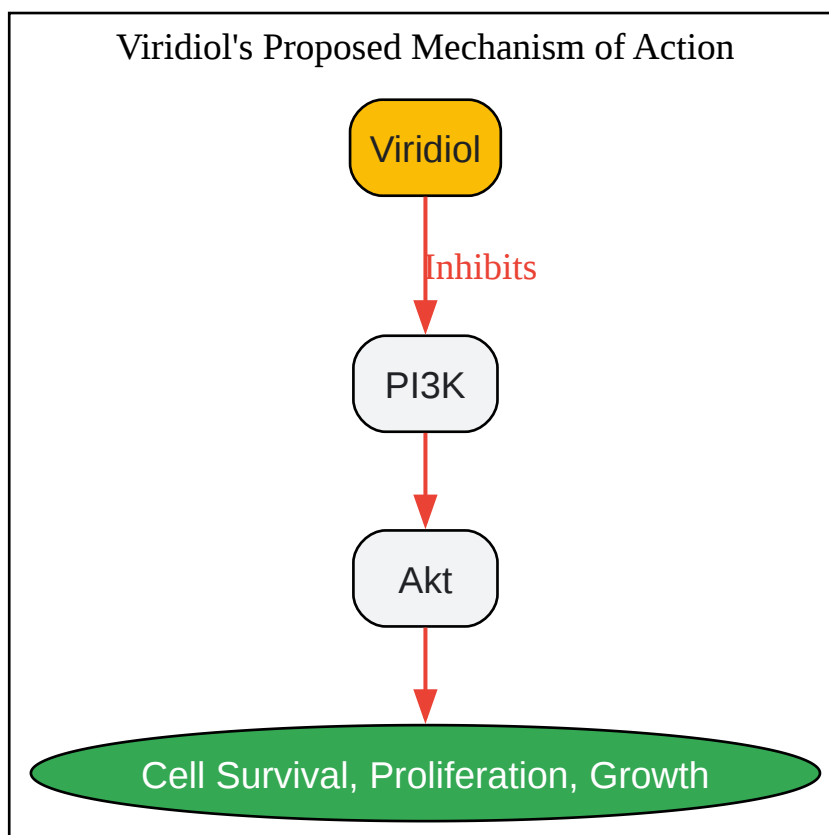 Viridiol's Proposed Mechanism of Action
Viridiol
Inhibits
PI3K
Akt
Cell Survival, Proliferation, Growth